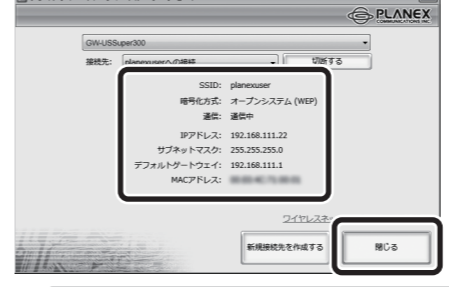 PLANEX
COMMUNICATIONS INC.
GW-USSuper300
接続先: planexuserへの接続 切断する
SSID: planexuser
暗号化方式: オープンシステム (WEP)
通信: 通信中
IPアドレス: 192.168.111.22
サブネットマスク: 255.255.255.0
デフォルトゲートウェイ: 192.168.111.1
MACアドレス:
ワイヤレスネ
新規接続先を作成する 閉じる